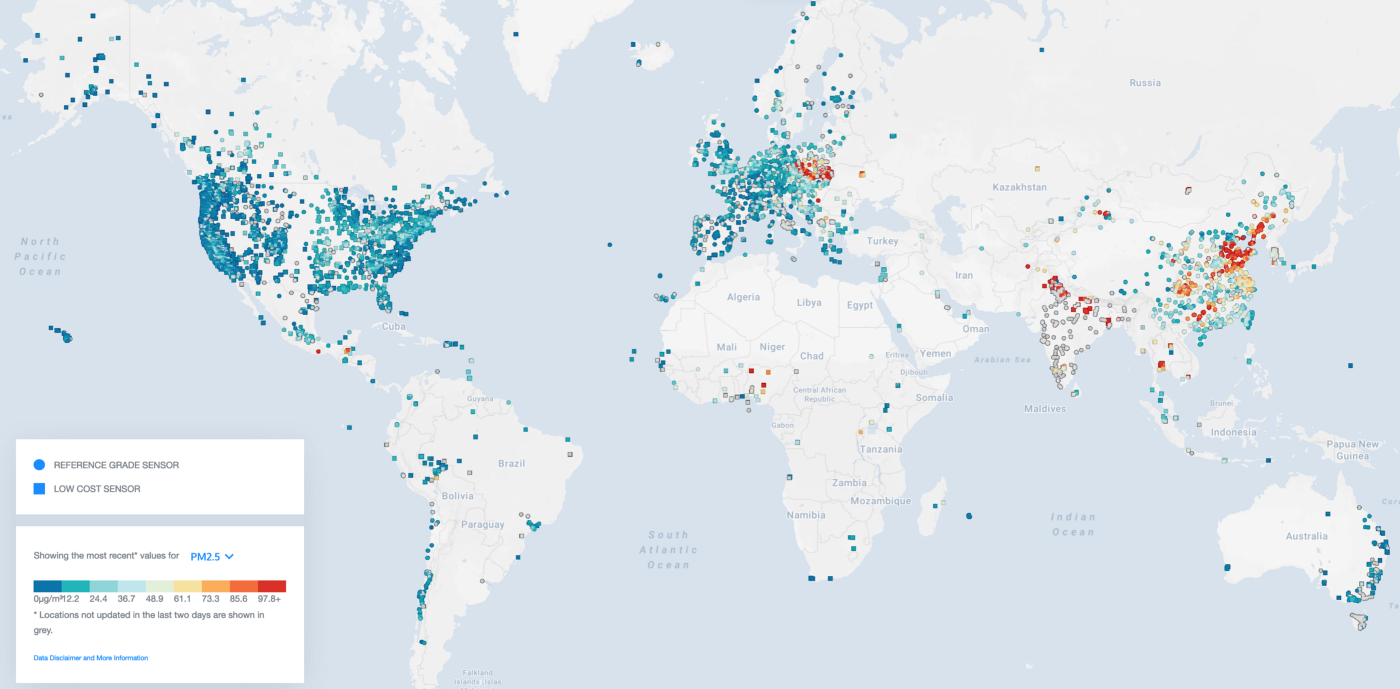 Russia
Kazakhstan
North
Pacific
Ocean
Turkey
Iran
Algeria
Libya
Egypt
Oman
Cuba
Mali
Niger
Chad
Eritrea
Yemen
Arabian Sea
Djibouti
Central African
Republic
Somalia
Guyana
Maldives
Brunei
Gabon
Indonesia
Papua New
Guinea
Tanzania
REFERENCE GRADE SENSOR
LOW COST SENSOR
Brazil
Bolivia
Zambia
Mozambique
Namibia
Paraguay
Indian
Ocean
South
Atlantic
Ocean
Australia
Showing the most recent* values for PM2.5
0µg/m³12.2 24.4 36.7 48.9 61.1 73.3 85.6 97.8+
* Locations not updated in the last two days are shown in
grey.
Data Disclaimer and More Information
Falkland
Islands (Islas